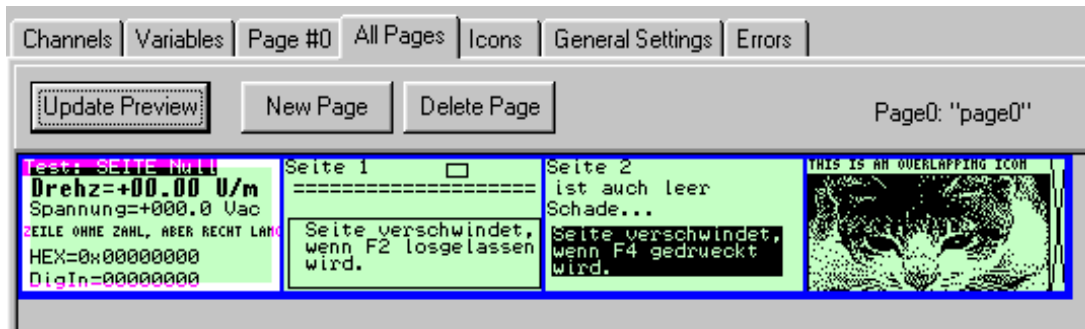 Channels Variables Page #0 All Pages Icons General Settings Errors
Update Preview New Page Delete Page Page0: "page0"
Test: SEITE Null
Drehz=+00.00 U/m
Spannung=+000.0 Vac
ZEILE OHNE ZAHL, ABER RECHT LANG
HEX=0x00000000
DigIn=00000000
Seite 1
=====================
Seite verschwindet,
wenn F2 losgelassen
wird.
Seite 2
ist auch leer
Schade...
Seite verschwindet,
wenn F4 gedrueckt
wird.
THIS IS AN OVERLAPPING ICON